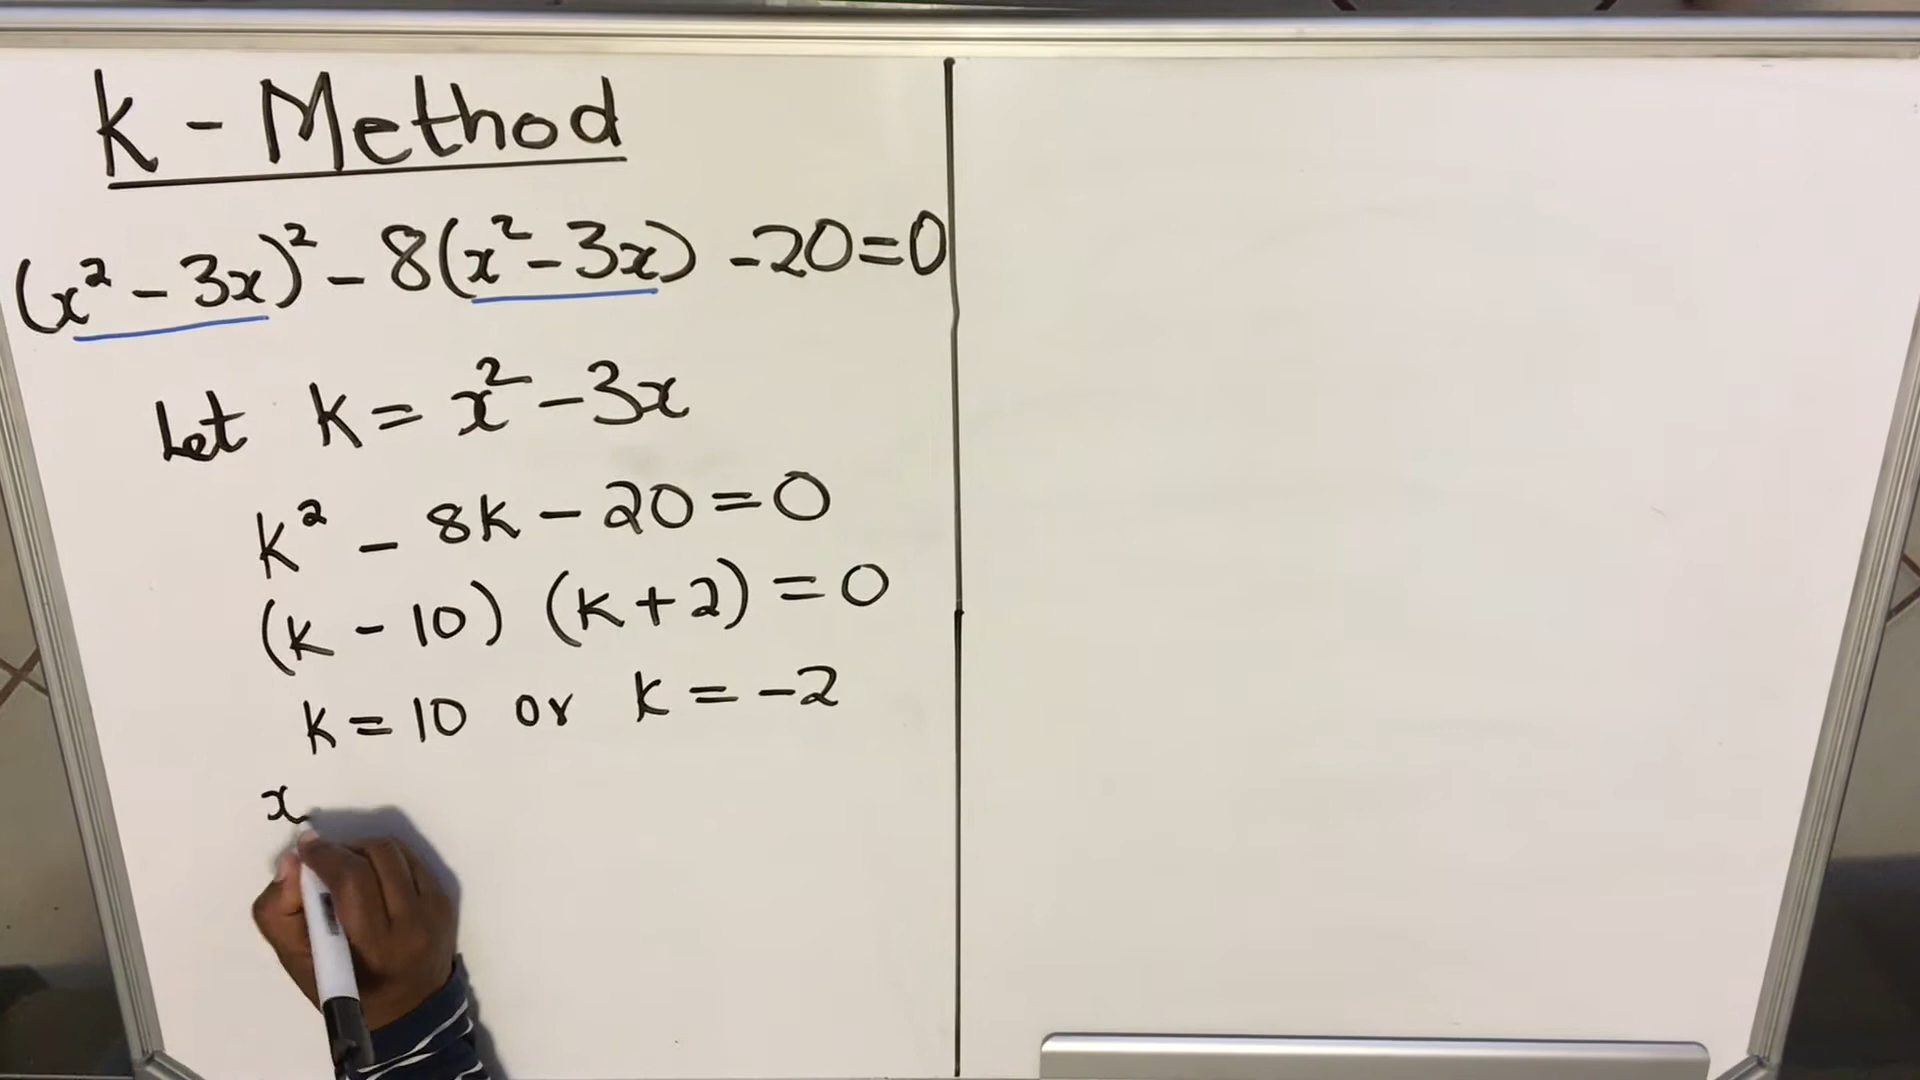 K - Method
(x² - 3x)² - 8(x² - 3x) - 20 = 0
Let k = x² - 3x
k² - 8k - 20 = 0
(k - 10) (k + 2) = 0
k = 10 or k = -2
x